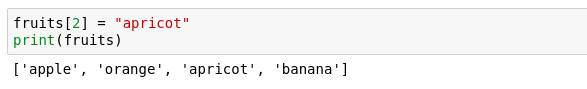 fruits[2] = "apricot"
print(fruits)
['apple', 'orange', 'apricot', 'banana']